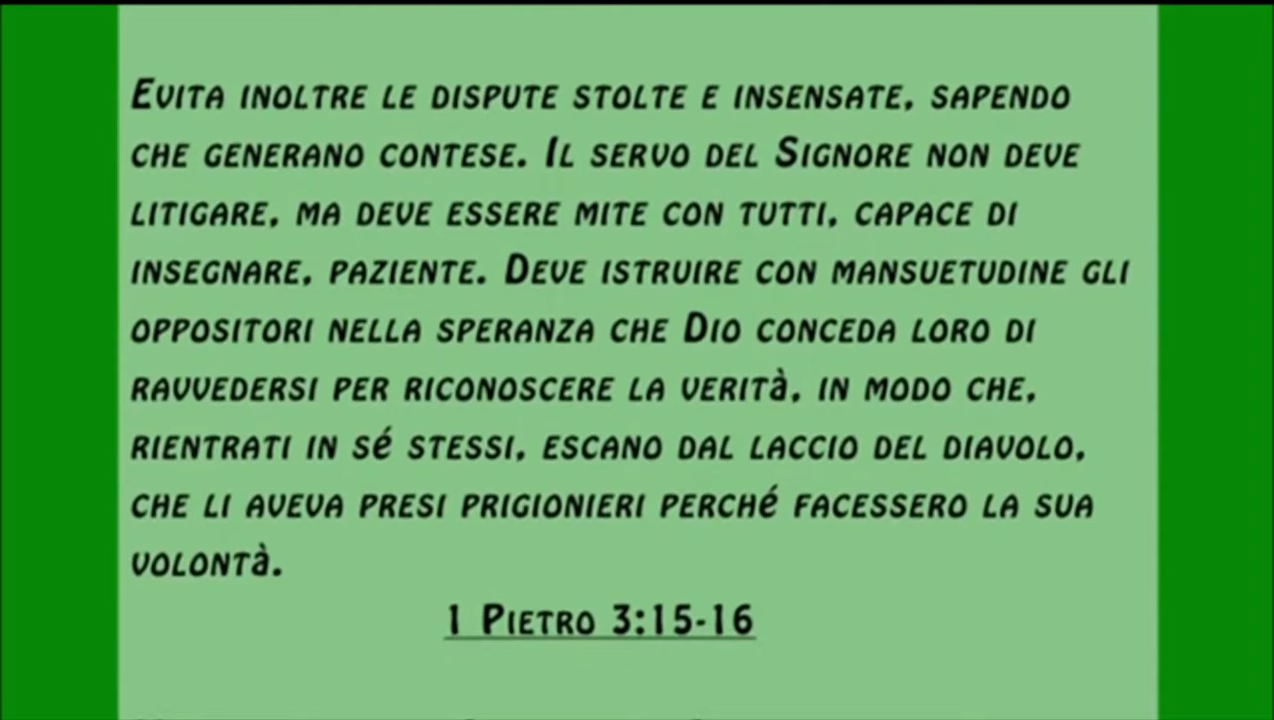 Evita inoltre le dispute stolte e insensate, sapendo
che generano contese. Il servo del Signore non deve
litigare, ma deve essere mite con tutti, capace di
insegnare, paziente. Deve istruire con mansuetudine gli
oppositori nella speranza che Dio conceda loro di
ravvedersi per riconoscere la verità, in modo che,
rientrati in sé stessi, escano dal laccio del diavolo,
che li aveva presi prigionieri perché facessero la sua
volontà.
1 Pietro 3:15-16